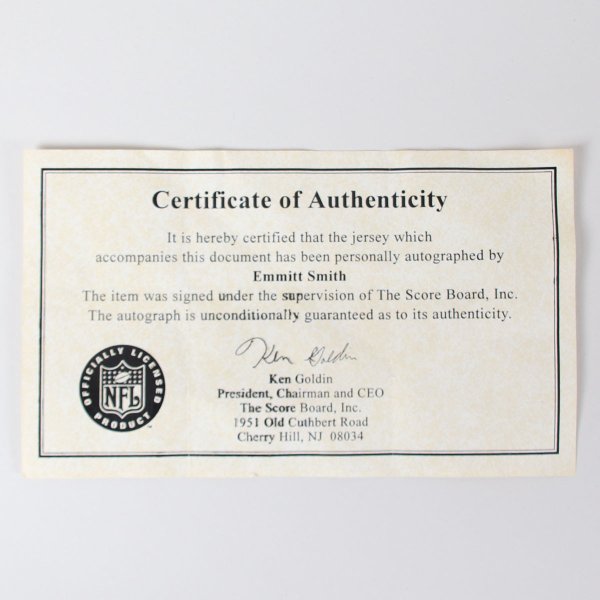 Certificate of Authenticity
It is hereby certified that the jersey which
accompanies this document has been personally autographed by
Emmitt Smith
The item was signed under the supervision of The Score Board, Inc.
The autograph is unconditionally guaranteed as to its authenticity.
Ken Goldin
Ken Goldin
President, Chairman and CEO
The Score Board, Inc.
1951 Old Cuthbert Road
Cherry Hill, NJ 08034
OFFICIALLY LICENSED
NFL
PRODUCT